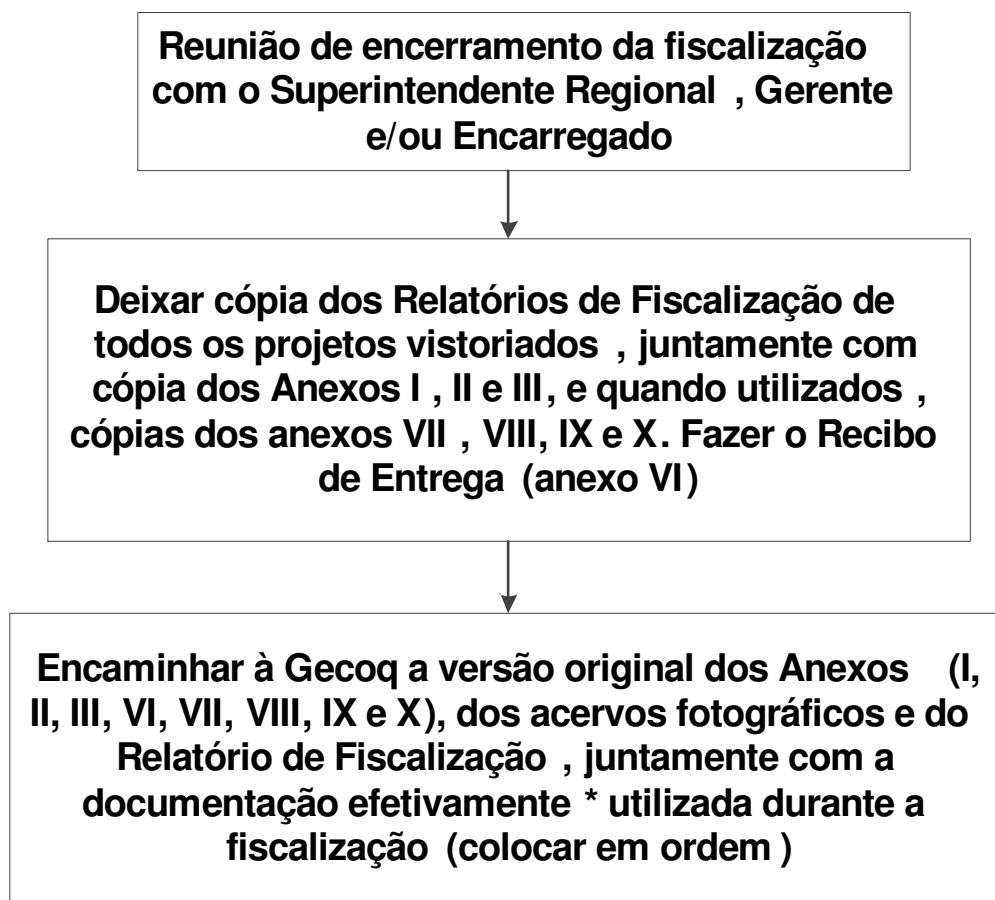 Reunião de encerramento da fiscalização
com o Superintendente Regional , Gerente
e/ou Encarregado
Deixar cópia dos Relatórios de Fiscalização de
todos os projetos vistoriados , juntamente com
cópia dos Anexos I , II e III, e quando utilizados ,
cópias dos anexos VII , VIII, IX e X. Fazer o Recibo
de Entrega (anexo VI)
Encaminhar à Gecoq a versão original dos Anexos (I,
II, III, VI, VII, VIII, IX e X), dos acervos fotográficos e do
Relatório de Fiscalização , juntamente com a
documentação efetivamente * utilizada durante a
fiscalização (colocar em ordem )